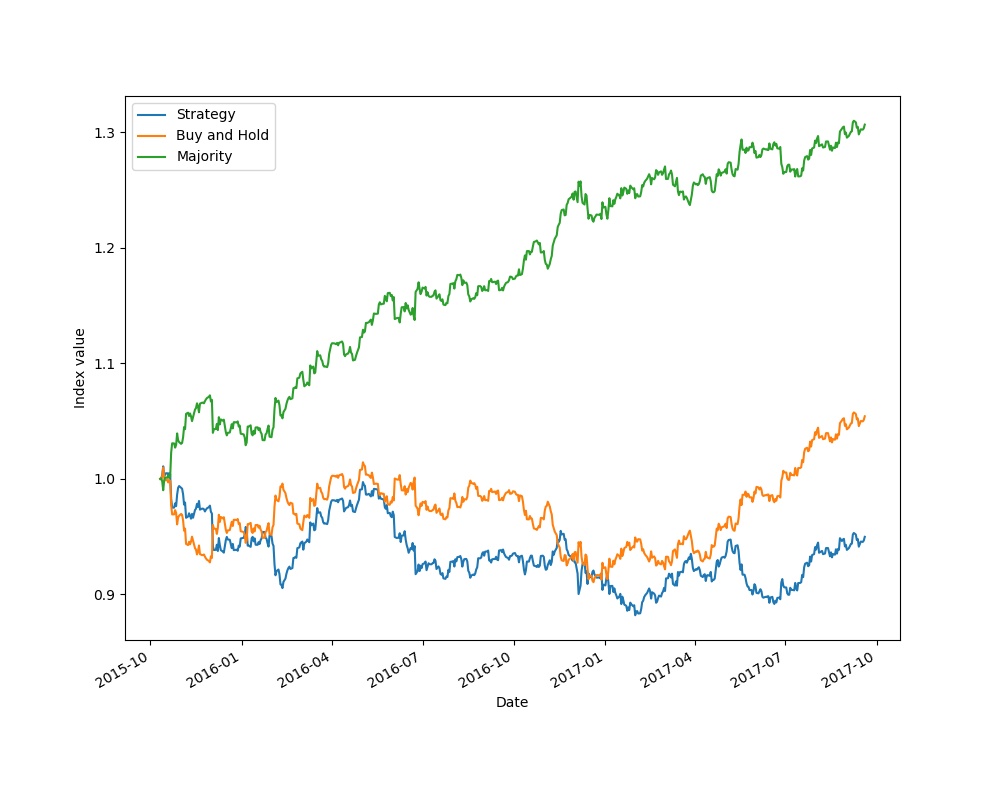 Strategy
Buy and Hold
Majority
1.3
1.2
1.1
1.0
0.9
Index value
2015-10
2016-01
2016-04
2016-07
2016-10
2017-01
2017-04
2017-07
2017-10
Date